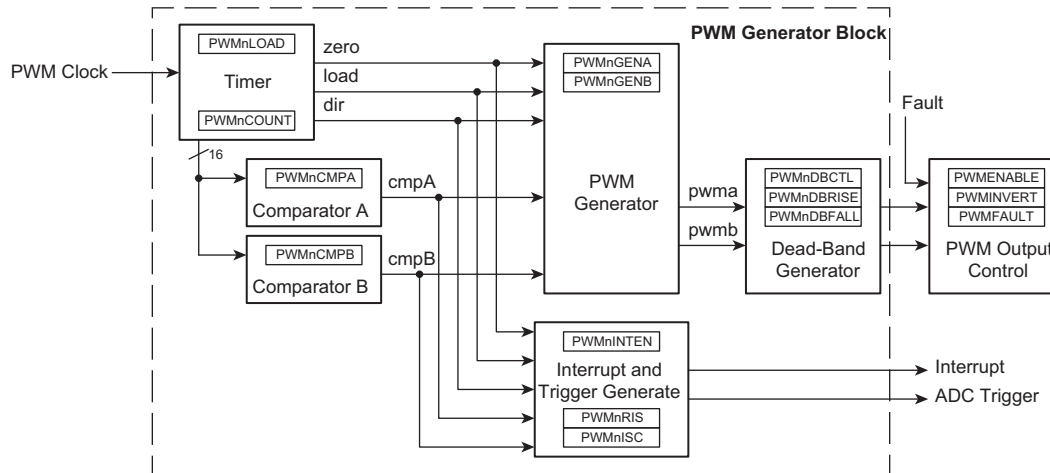 PWM Generator Block
PWM Clock
PWMnLOAD
Timer
PWMnCOUNT
zero
load
dir
16
PWMnCMPA
Comparator A
cmpA
PWMnCMPB
Comparator B
cmpB
PWMnGENA
PWMnGENB
PWM
Generator
pwma
pwmb
PWMnDBCTL
PWMnDBRISE
PWMnDBFALL
Dead-Band
Generator
Fault
PWMENABLE
PWMINVERT
PWMFAULT
PWM Output
Control
PWMnINTEN
Interrupt and
Trigger Generate
PWMnRIS
PWMnISC
Interrupt
ADC Trigger